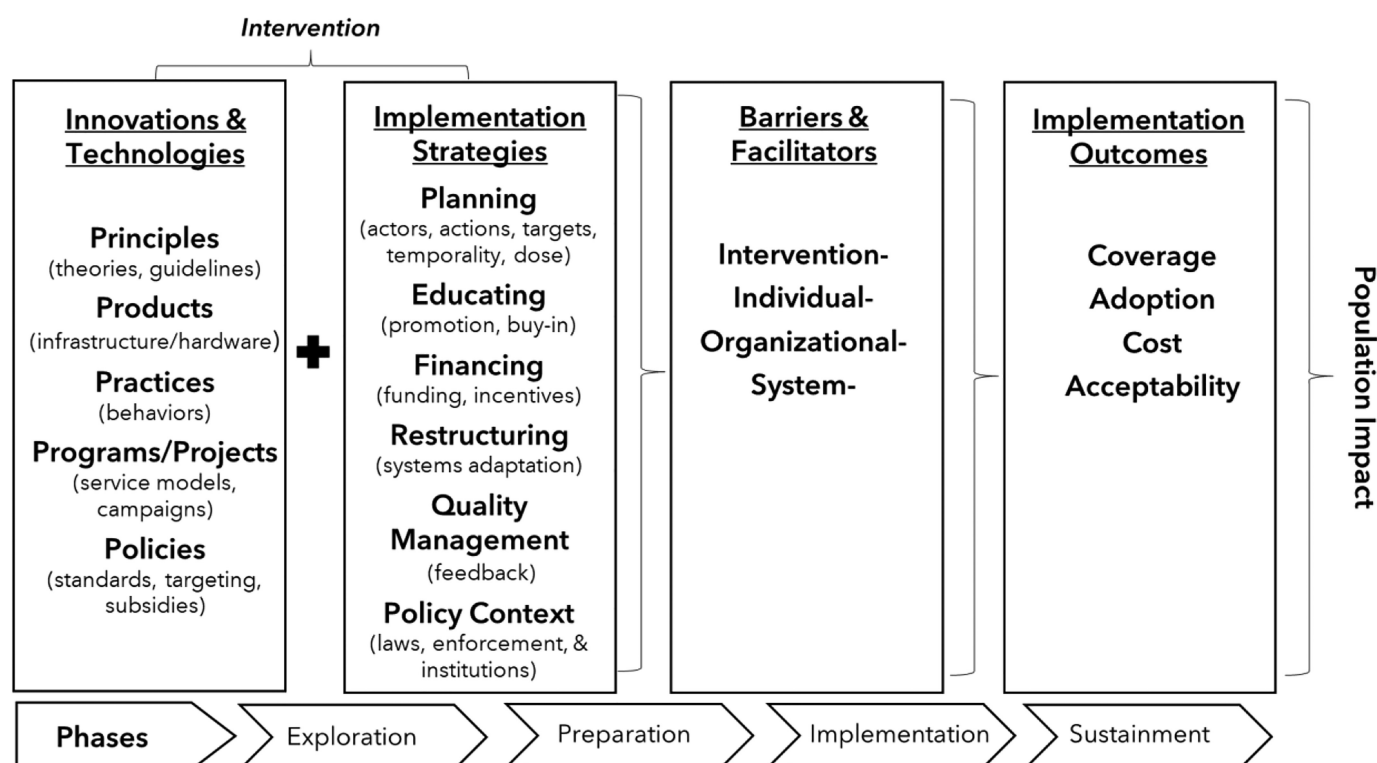 Intervention
Innovations &
Technologies
Principles
(theories, guidelines)
Products
(infrastructure/hardware)
Practices
(behaviors)
Programs/Projects
(service models,
campaigns)
Policies
(standards, targeting,
subsidies)
Implementation
Strategies
Planning
(actors, actions, targets,
temporality, dose)
Educating
(promotion, buy-in)
Financing
(funding, incentives)
Restructuring
(systems adaptation)
Quality
Management
(feedback)
Policy Context
(laws, enforcement, &
institutions)
Barriers &
Facilitators
Intervention-
Individual-
Organizational-
System-
Implementation
Outcomes
Coverage
Adoption
Cost
Acceptability
Population Impact
Phases
Exploration
Preparation
Implementation
Sustainment